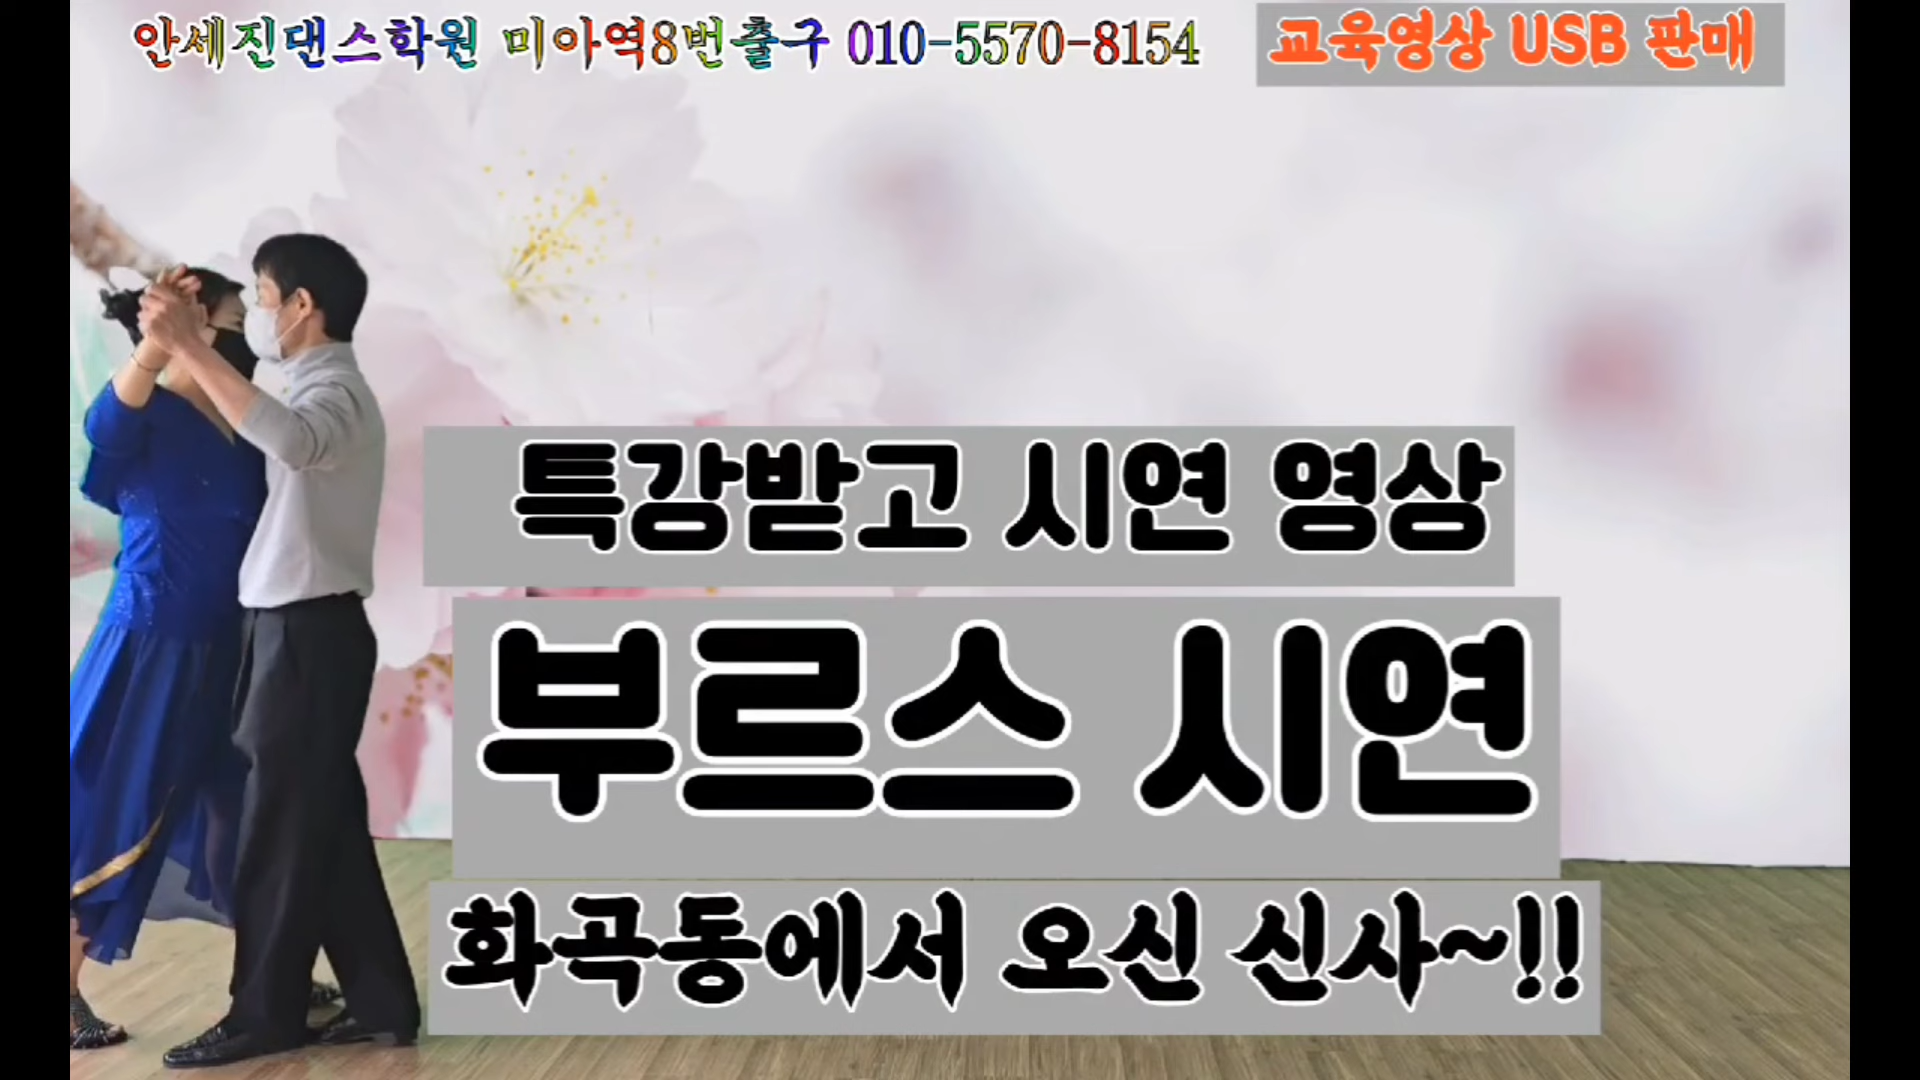 안세진댄스학원 미아역8번출구 010-5570-8154
교육영상 USB 판매
특강받고 시연 영상
부르스 시연
화곡동에서 오신 신사~!!